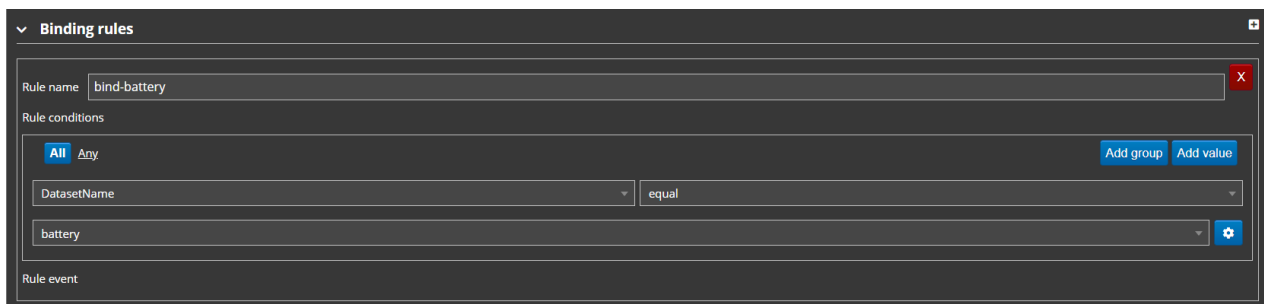 Binding rules
Rule name bind-battery X
Rule conditions
All Any Add group Add value
DatasetName equal
battery
Rule event